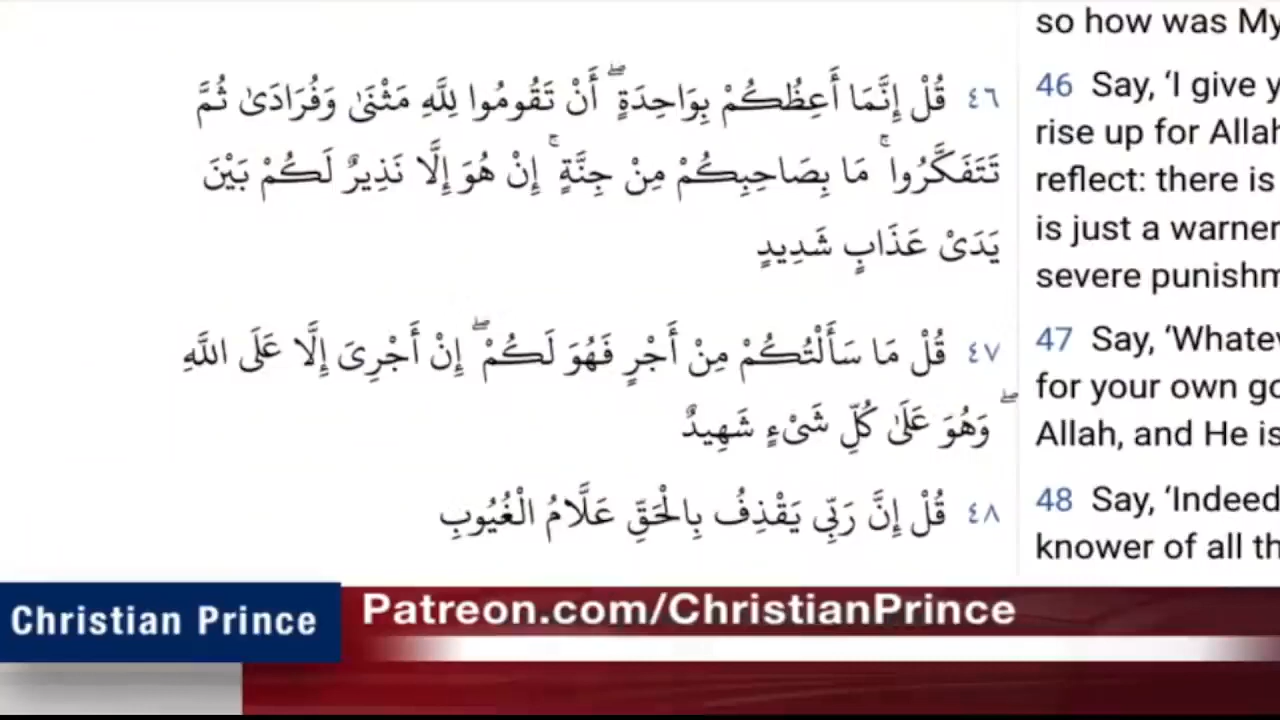 ٤٦ قُلْ إِنَّمَا أَعِظُكُمْ بِوَاحِدَةٍ ۖ أَنْ تَقُومُوا لِلَّهِ مَثْنَىٰ وَفُرَادَىٰ ثُمَّ
تَتَفَكَّرُوا ۚ مَا بِصَاحِبِكُمْ مِنْ جِنَّةٍ ۚ إِنْ هُوَ إِلَّا نَذِيرٌ لَكُمْ بَيْنَ
يَدَىْ عَذَابٍ شَدِيدٍ
٤٧ قُلْ مَا سَأَلْتُكُمْ مِنْ أَجْرٍ فَهُوَ لَكُمْ ۖ إِنْ أَجْرِىَ إِلَّا عَلَى اللَّهِ
ۖ وَهُوَ عَلَىٰ كُلِّ شَىْءٍ شَهِيدٌ
٤٨ قُلْ إِنَّ رَبِّى يَقْذِفُ بِالْحَقِّ عَلَّامُ الْغُيُوبِ
so how was My
46 Say, ‘I give y
rise up for Allah
reflect: there is
is just a warner
severe punishm
47 Say, ‘Whatev
for your own go
Allah, and He is
48 Say, ‘Indeed
knower of all th
Christian Prince
Patreon.com/ChristianPrince